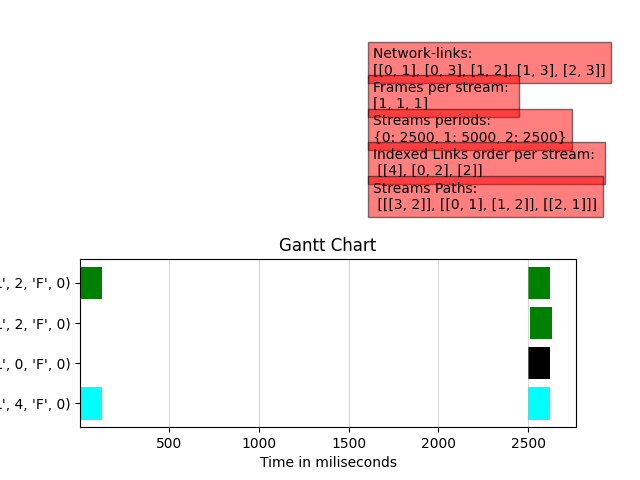 Network-links:
[[0, 1], [0, 3], [1, 2], [1, 3], [2, 3]]
Frames per stream:
[1, 1, 1]
Streams periods:
{0: 2500, 1: 5000, 2: 2500}
Indexed Links order per stream:
[[4], [0, 2], [2]]
Streams Paths:
[[[3, 2]], [[0, 1], [1, 2]], [[2, 1]]]
Gantt Chart
', 2, 'F', 0)
', 2, 'F', 0)
', 0, 'F', 0)
', 4, 'F', 0)
500 1000 1500 2000 2500
Time in miliseconds